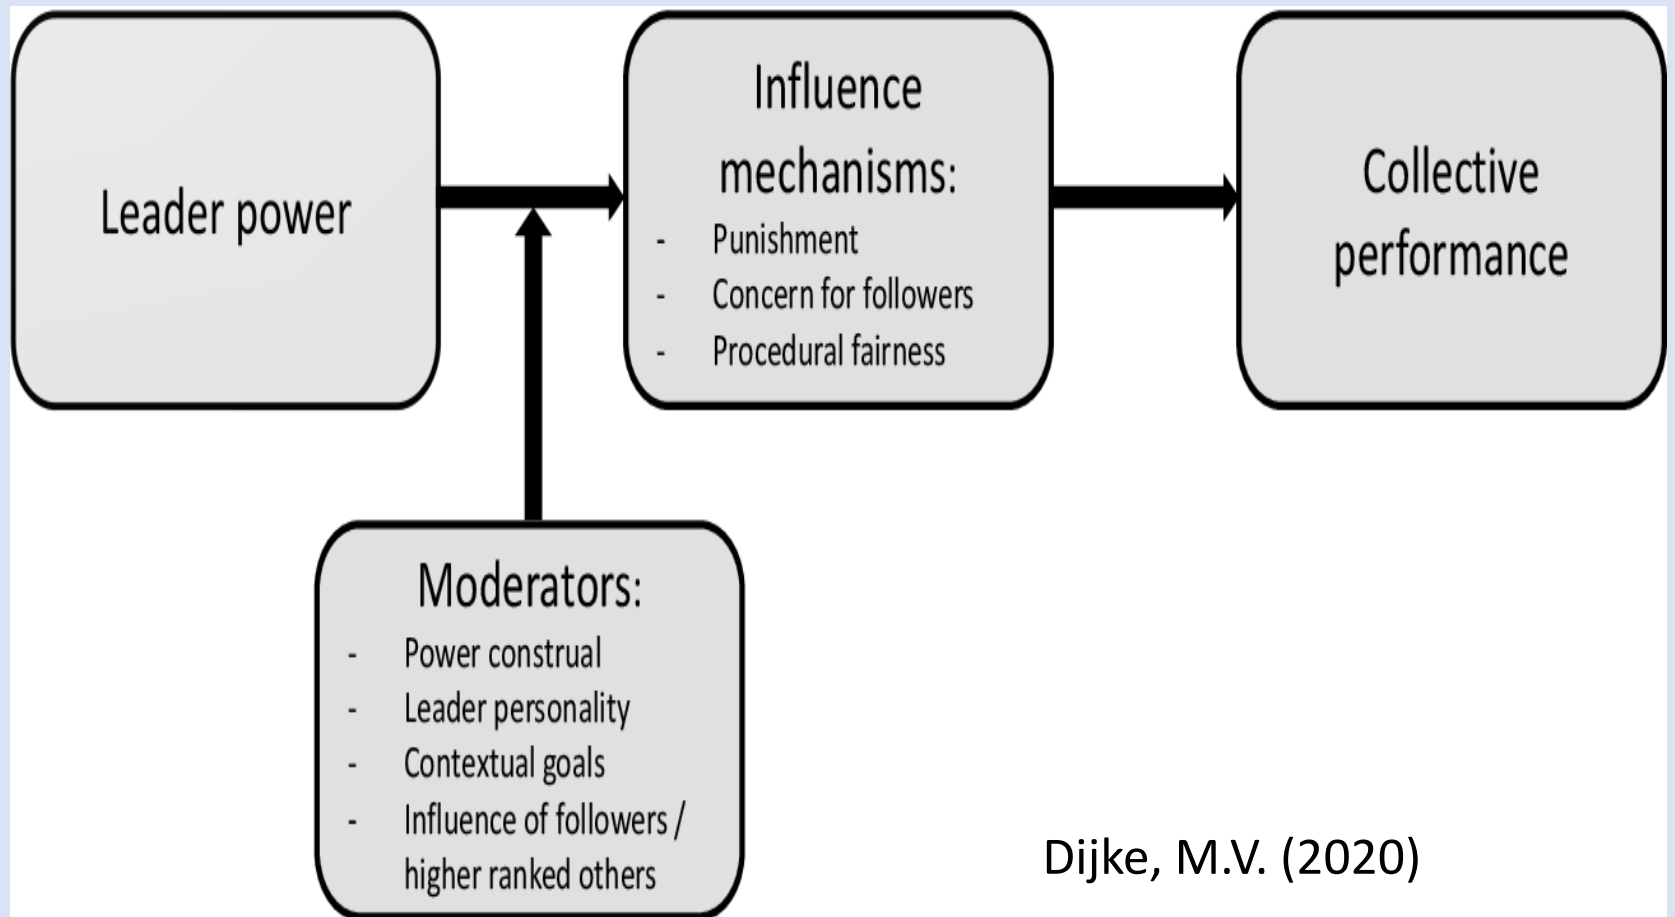 Leader power
Influence
mechanisms:
- Punishment
- Concern for followers
- Procedural fairness
Collective
performance
Moderators:
- Power construal
- Leader personality
- Contextual goals
- Influence of followers /
higher ranked others
Dijke, M.V. (2020)